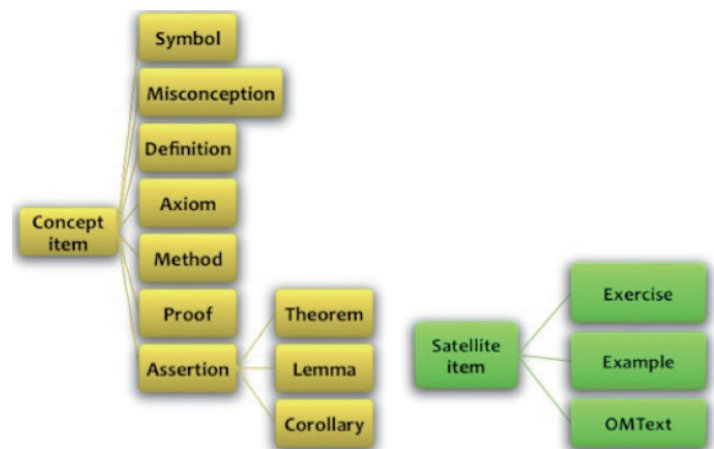 Symbol
Misconception
Definition
Axiom
Concept
item
Method
Proof
Assertion
Theorem
Lemma
Corollary
Satellite
item
Exercise
Example
OMText